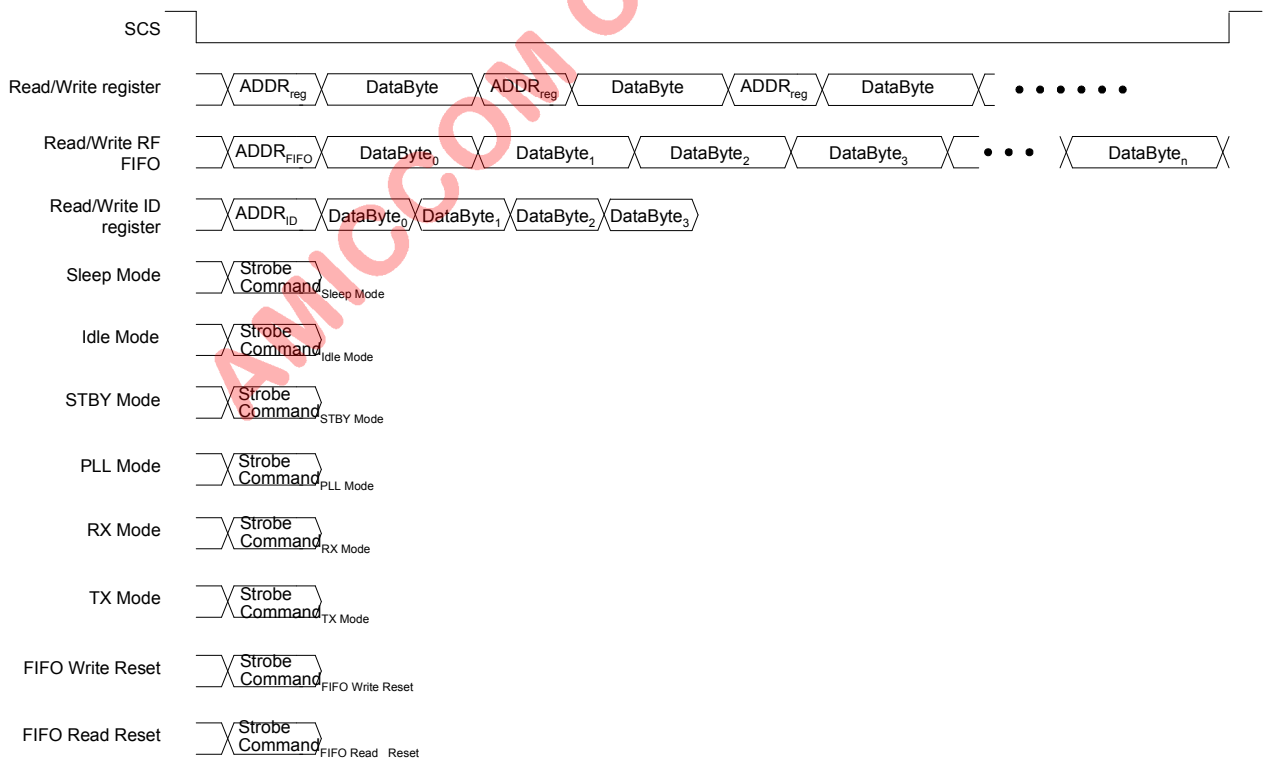 SCS
Read/Write register ADDRreg DataByte ADDRreg DataByte ADDRreg DataByte
Read/Write RF
FIFO ADDRFIFO DataByte0 DataByte1 DataByte2 DataByte3 DataByten
Read/Write ID
register ADDRID DataByte0 DataByte1 DataByte2 DataByte3
Sleep Mode Strobe
CommandSleep Mode
Idle Mode Strobe
CommandIdle Mode
STBY Mode Strobe
CommandSTBY Mode
PLL Mode Strobe
CommandPLL Mode
RX Mode Strobe
CommandRX Mode
TX Mode Strobe
CommandTX Mode
FIFO Write Reset Strobe
CommandFIFO Write Reset
FIFO Read Reset Strobe
CommandFIFO Read Reset
AMICCOM